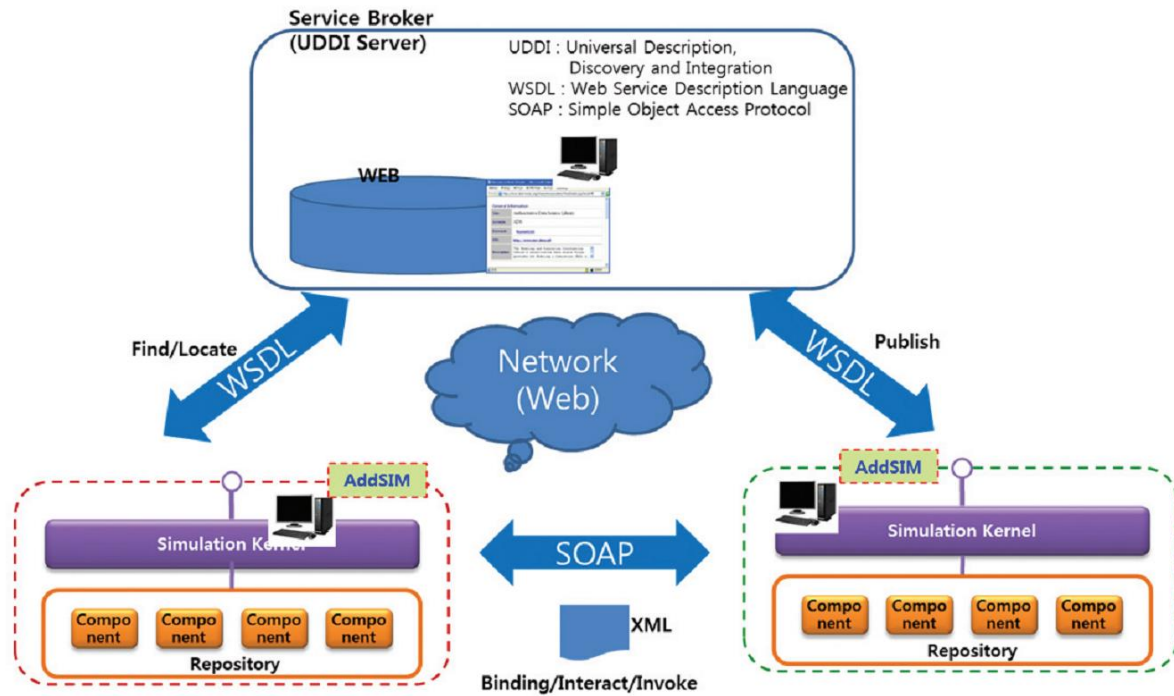 Service Broker
(UDDI Server)
UDDI : Universal Description,
Discovery and Integration
WSDL : Web Service Description Language
SOAP : Simple Object Access Protocol
WEB
General Information
Find/Locate
WSDL
Network
(Web)
Publish
WSDL
AddSIM
Simulation Kernel
Compo
nent
Compo
nent
Compo
nent
Compo
nent
Repository
SOAP
XML
Binding/Interact/Invoke
AddSIM
Simulation Kernel
Compo
nent
Compo
nent
Compo
nent
Compo
nent
Repository